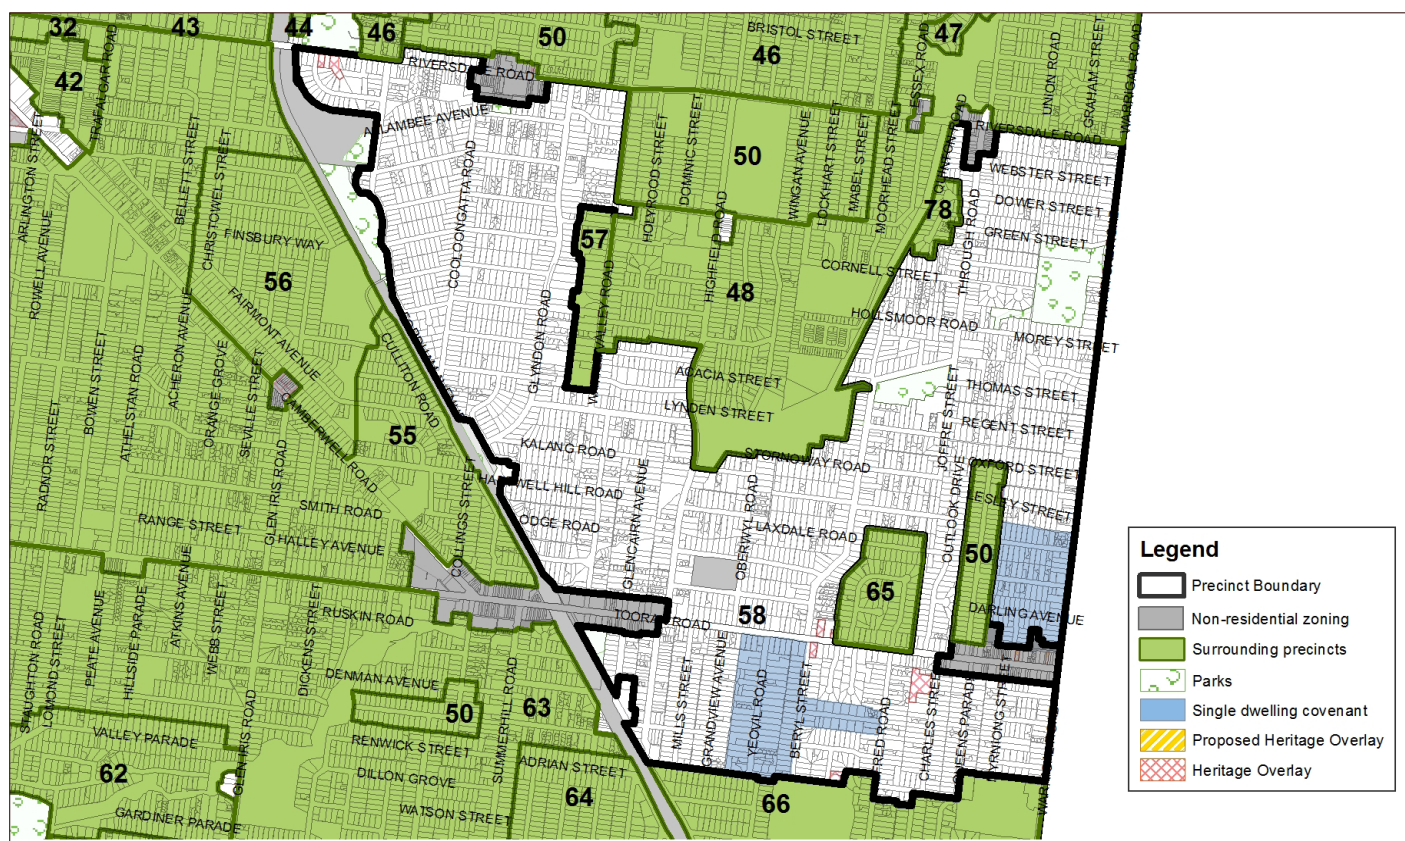 32
43
44
46
50
47
46
42
BRISTOL STREET
ESSEX ROAD
UNION ROAD
GRAHAM STREET
WARRIGAL ROAD
TRAFALGAR ROAD
RIVERSDALE ROAD
RIVERSDALE ROAD
ARLINGTON STREET
BELLETT STREET
CHRISTOWEL STREET
COOLOONGATTA ROAD
HOLYROOD STREET
DOMINIC STREET
50
WINGAN AVENUE
LOCKHART STREET
MABEL STREET
MOORHEAD STREET
WEBSTER STREET
DOWER STREET
GREEN STREET
78
THROUGH ROAD
ROWELL AVENUE
FINSBURY WAY
56
57
VALLEY ROAD
HIGHFIELD ROAD
48
CORNELL STREET
HOLLSMOOR ROAD
MOREY STREET
FAIRMONT AVENUE
ACHERON AVENUE
ORANGE GROVE
ATHELSTAN ROAD
BOWEN STREET
RADNOR STREET
SEVILLE STREET
CULLITON ROAD
GLYNDON ROAD
ACACIA STREET
LYNDEN STREET
THOMAS STREET
JOFFRE STREET
REGENT STREET
OXFORD STREET
LESLEY STREET
CAMBERWELL ROAD
55
KALANG ROAD
STORNOWAY ROAD
HARTWELL HILL ROAD
GLEN IRIS ROAD
SMITH ROAD
RANGE STREET
HALLEY AVENUE
COLLINGS STREET
GLENCAIRN AVENUE
OBERWYL ROAD
LAXDALE ROAD
OUTLOOK DRIVE
50
65
58
DARLING AVENUE
STAUGHTON ROAD
LOMOND STREET
PEATE AVENUE
HILLSIDE PARADE
ATKINS AVENUE
WEBB STREET
DICKENS STREET
RUSKIN ROAD
DENMAN AVENUE
50
63
SUMMERHILL ROAD
RENWICK STREET
DILLON GROVE
WATSON STREET
ADRIAN STREET
64
66
MILLS STREET
GRANDVIEW AVENUE
YEOVIL ROAD
BERYL STREET
CHARLES STREET
QUEENS PARADE
VALLEY PARADE
62
GLEN IRIS ROAD
GARDINER PARADE
Legend
Precinct Boundary
Non-residential zoning
Surrounding precincts
Parks
Single dwelling covenant
Proposed Heritage Overlay
Heritage Overlay